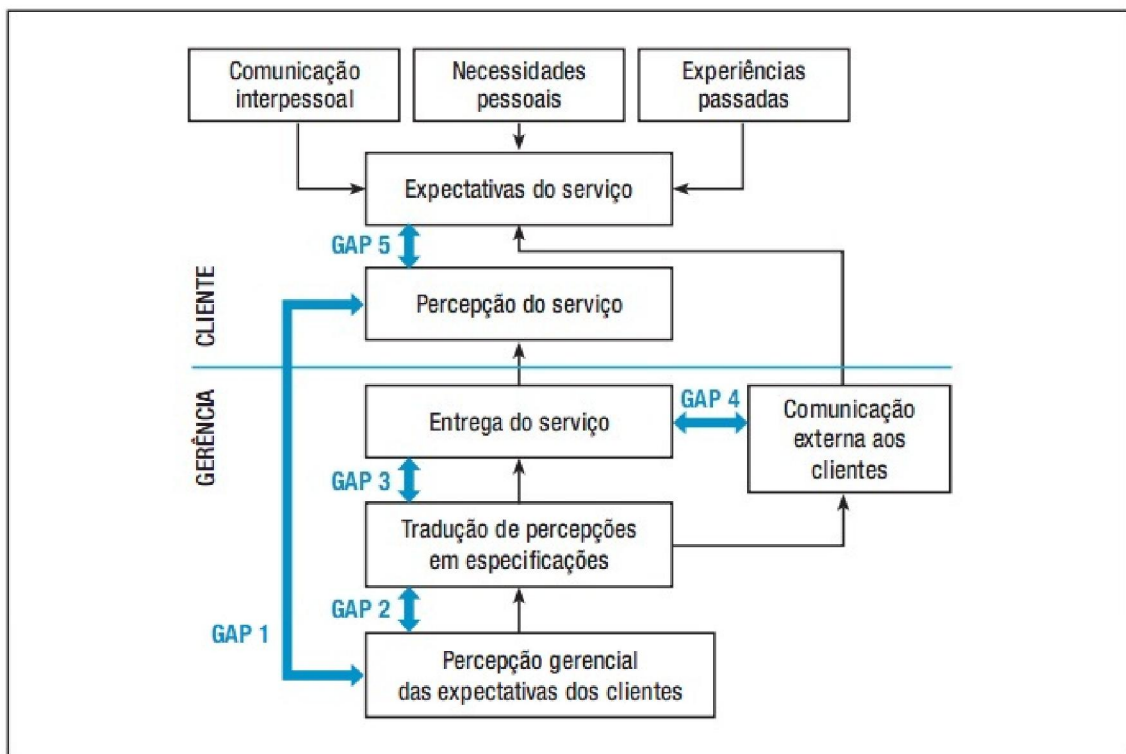 Comunicação
interpessoal
Necessidades
pessoais
Experiências
passadas
Expectativas do serviço
GAP 5
CLIENTE
Percepção do serviço
GERÊNCIA
Entrega do serviço
GAP 4
Comunicação
externa aos
clientes
GAP 3
Tradução de percepções
em especificações
GAP 2
GAP 1
Percepção gerencial
das expectativas dos clientes